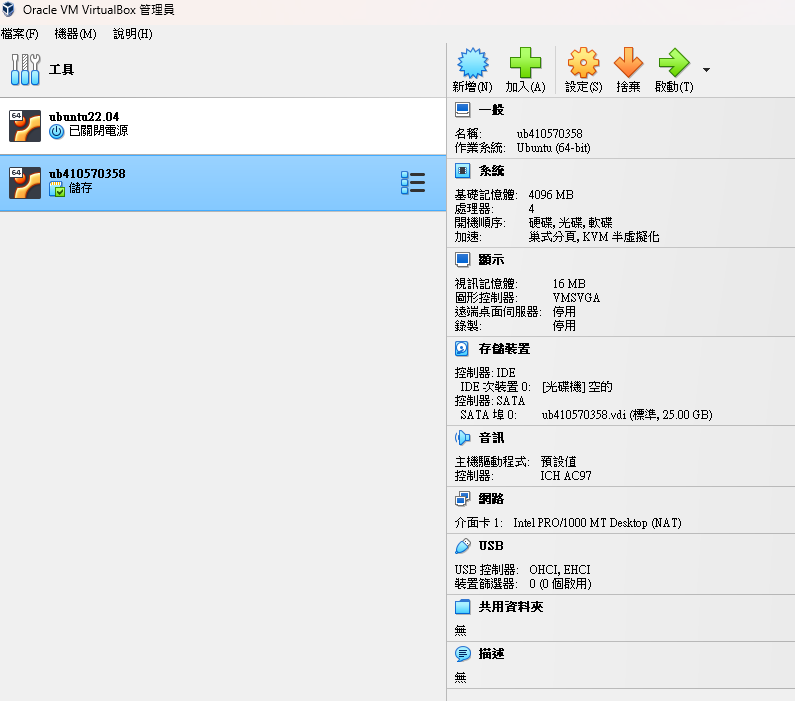 Oracle VM VirtualBox 管理員
檔案(F) 機器(M) 說明(H)
工具
新增(N) 加入(A) 設定(S) 捨棄 啟動(T)
64
ubuntu22.04
已關閉電源
64
ub410570358
儲存
一般
名稱: ub410570358
作業系統: Ubuntu (64-bit)
系統
基礎記憶體: 4096 MB
處理器: 4
開機順序: 硬碟, 光碟, 軟碟
加速: 巢式分頁, KVM 半虛擬化
顯示
視訊記憶體: 16 MB
圖形控制器: VMSVGA
遠端桌面伺服器: 停用
錄製: 停用
存儲裝置
控制器: IDE
IDE 次裝置 0: [光碟機] 空的
控制器: SATA
SATA 埠 0: ub410570358.vdi (標準, 25.00 GB)
音訊
主機驅動程式: 預設值
控制器: ICH AC97
網路
介面卡 1: Intel PRO/1000 MT Desktop (NAT)
USB
USB 控制器: OHCI, EHCI
裝置篩選器: 0 (0 個啟用)
共用資料夾
無
描述
無